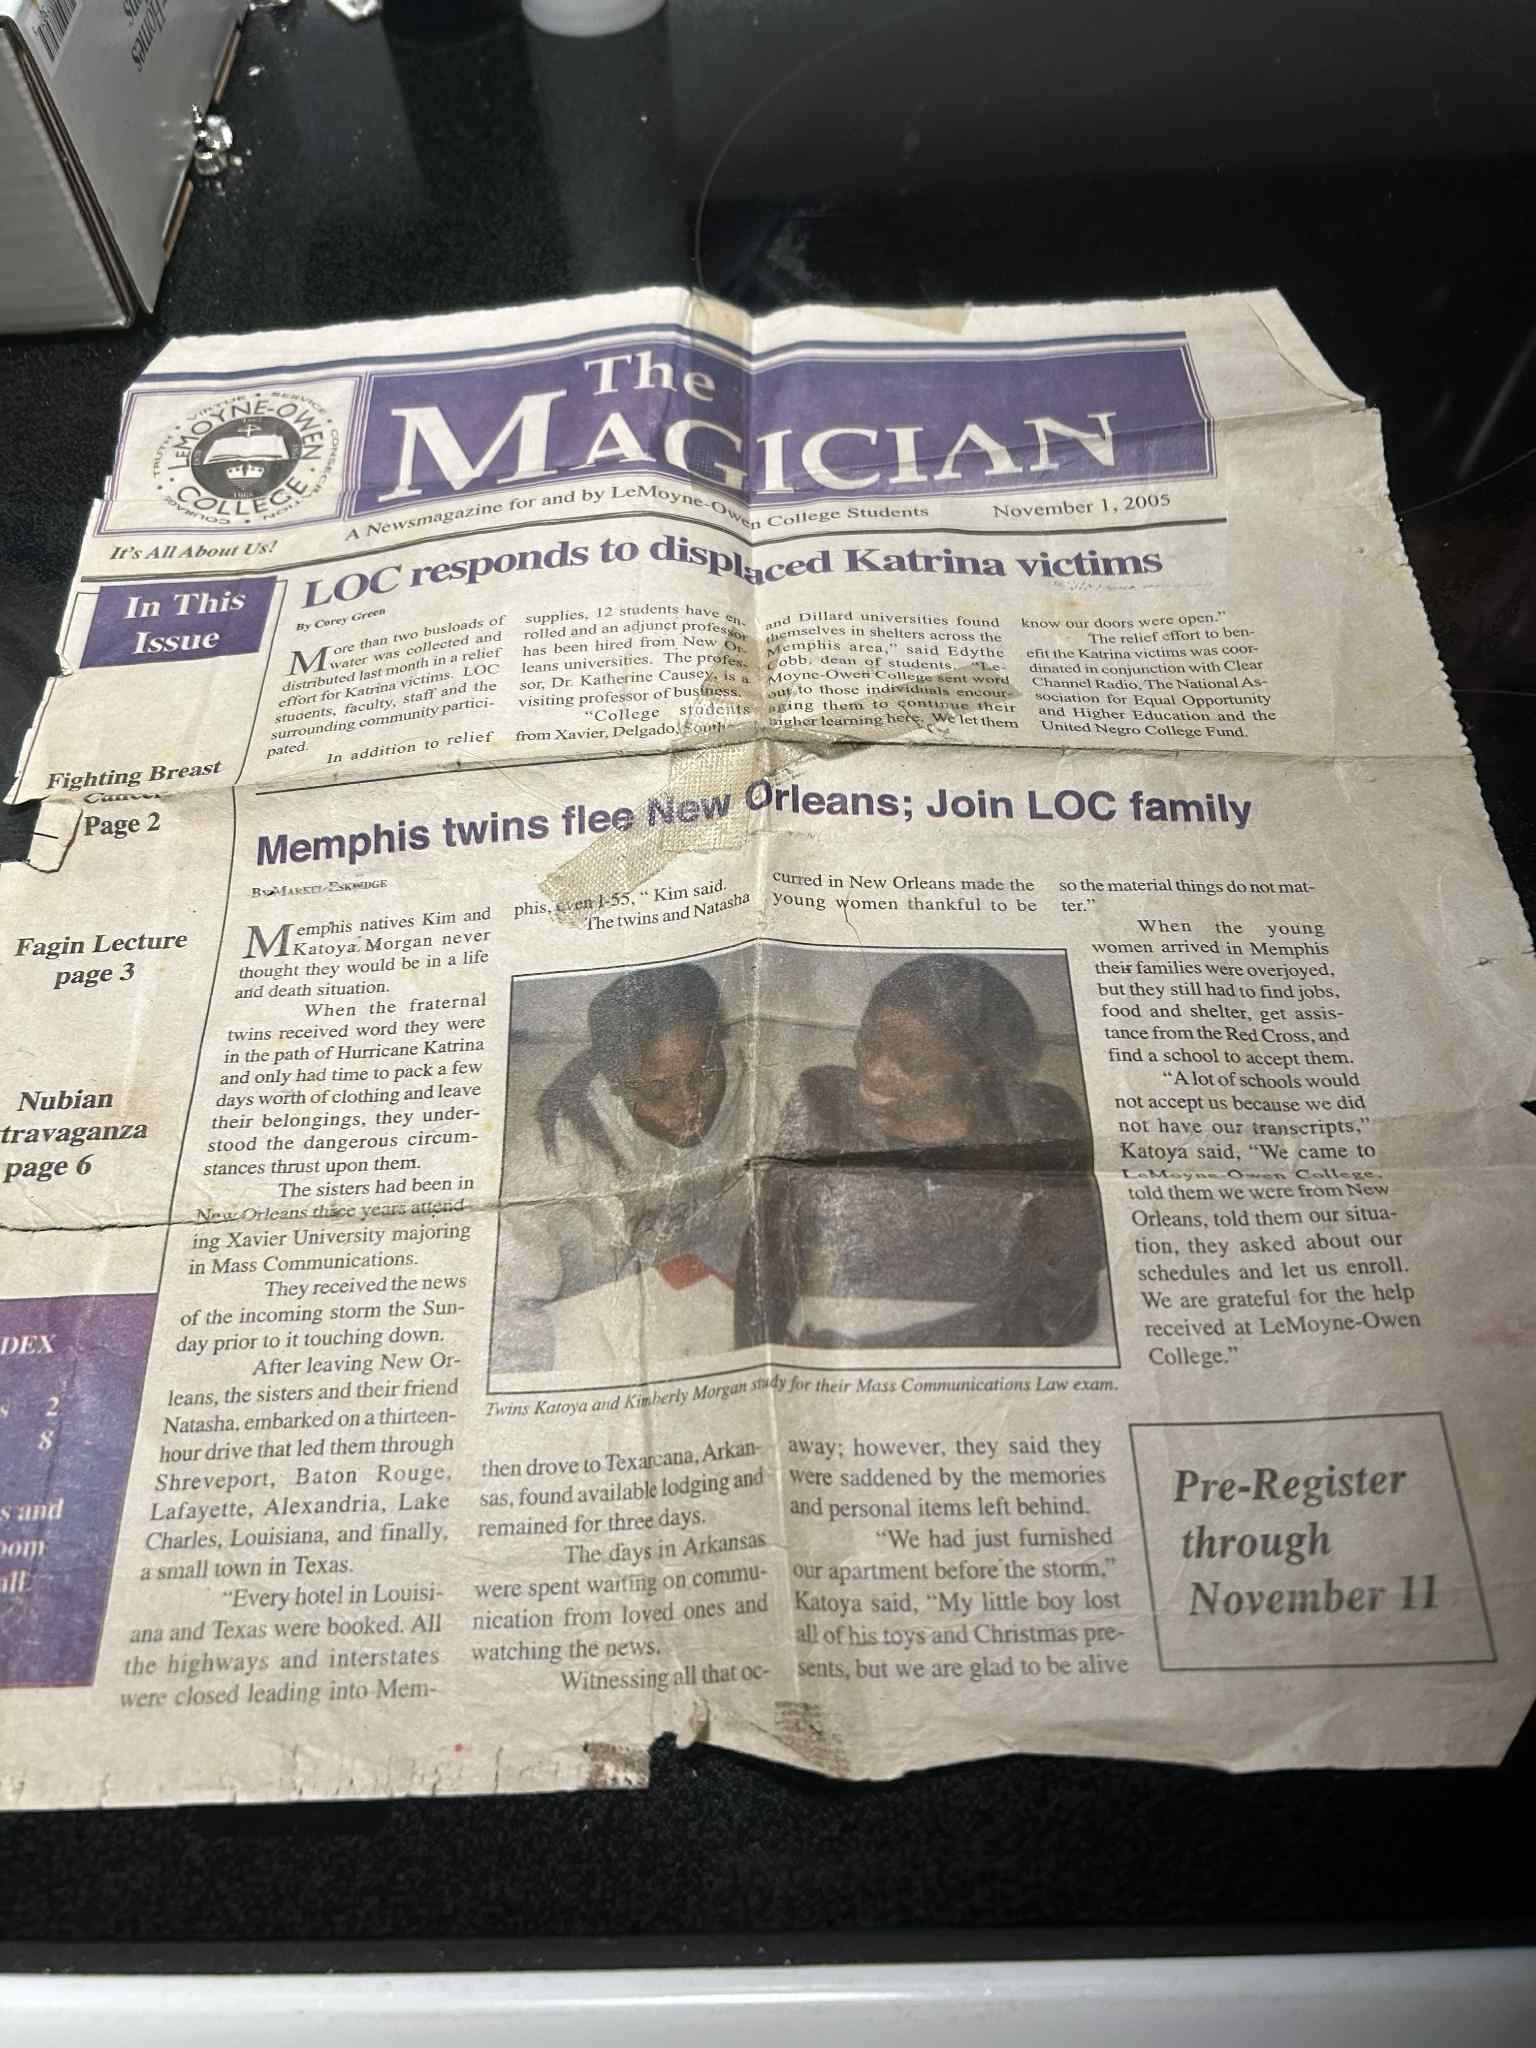 The
MAGICIAN
LEMOYNE-OWEN
COLLEGE
TRUTH • VIRTUE • SERVICE • CONSECRATION • COURAGE
1968
A Newsmagazine for and by LeMoyne-Owen College Students
November 1, 2005
It's All About Us!
In This
Issue
Fighting Breast
Cancer
Page 2
Fagin Lecture
page 3
Nubian
travaganza
page 6
DEX
s 2
8
s and
oom
all
LOC responds to displaced Katrina victims
By Corey Green
More than two busloads of
water was collected and
distributed last month in a relief
effort for Katrina victims. LOC
students, faculty, staff and the
surrounding community partici-
pated.
In addition to relief
supplies, 12 students have en-
rolled and an adjunct professor
has been hired from New Or-
leans universities. The profes-
sor, Dr. Katherine Causey, is a
visiting professor of business.
"College students
from Xavier, Delgado, South
and Dillard universities found
themselves in shelters across the
Memphis area," said Edythe
Cobb, dean of students. "Le-
Moyne-Owen College sent word
out to those individuals encour-
aging them to continue their
higher learning here. We let them
know our doors were open."
The relief effort to ben-
efit the Katrina victims was coor-
dinated in conjunction with Clear
Channel Radio, The National As-
sociation for Equal Opportunity
and Higher Education and the
United Negro College Fund.
Memphis twins flee New Orleans; Join LOC family
By MARKEL ESKRIDGE
Memphis natives Kim and
Katoya Morgan never
thought they would be in a life
and death situation.
When the fraternal
twins received word they were
in the path of Hurricane Katrina
and only had time to pack a few
days worth of clothing and leave
their belongings, they under-
stood the dangerous circum-
stances thrust upon them.
The sisters had been in
New Orleans three years attend-
ing Xavier University majoring
in Mass Communications.
They received the news
of the incoming storm the Sun-
day prior to it touching down.
After leaving New Or-
leans, the sisters and their friend
Natasha, embarked on a thirteen-
hour drive that led them through
Shreveport, Baton Rouge,
Lafayette, Alexandria, Lake
Charles, Louisiana, and finally,
a small town in Texas.
"Every hotel in Louisi-
ana and Texas were booked. All
the highways and interstates
were closed leading into Mem-
phis, even I-55, " Kim said.
The twins and Natasha
Twins Katoya and Kimberly Morgan study for their Mass Communications Law exam.
then drove to Texarcana, Arkan-
sas, found available lodging and
remained for three days.
The days in Arkansas
were spent waiting on commu-
nication from loved ones and
watching the news.
Witnessing all that oc-
curred in New Orleans made the
young women thankful to be
away; however, they said they
were saddened by the memories
and personal items left behind.
"We had just furnished
our apartment before the storm,"
Katoya said, "My little boy lost
all of his toys and Christmas pre-
sents, but we are glad to be alive
so the material things do not mat-
ter."
When the young
women arrived in Memphis
their families were overjoyed,
but they still had to find jobs,
food and shelter, get assis-
tance from the Red Cross, and
find a school to accept them.
"A lot of schools would
not accept us because we did
not have our transcripts,"
Katoya said, "We came to
LeMoyne-Owen College,
told them we were from New
Orleans, told them our situa-
tion, they asked about our
schedules and let us enroll.
We are grateful for the help
received at LeMoyne-Owen
College."
Pre-Register
through
November 11